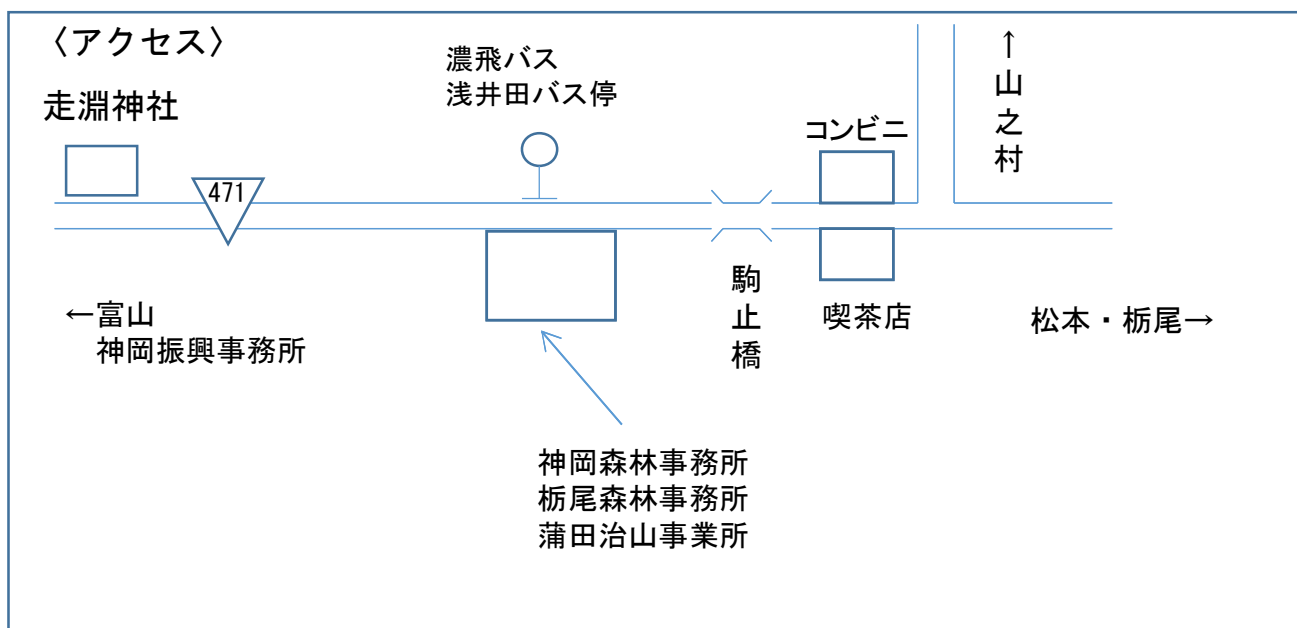 〈アクセス〉
走淵神社
471
濃飛バス
浅井田バス停
コンビニ
↑山之村
←富山
神岡振興事務所
駒止橋
喫茶店
松本・栃尾→
神岡森林事務所
栃尾森林事務所
蒲田治山事業所